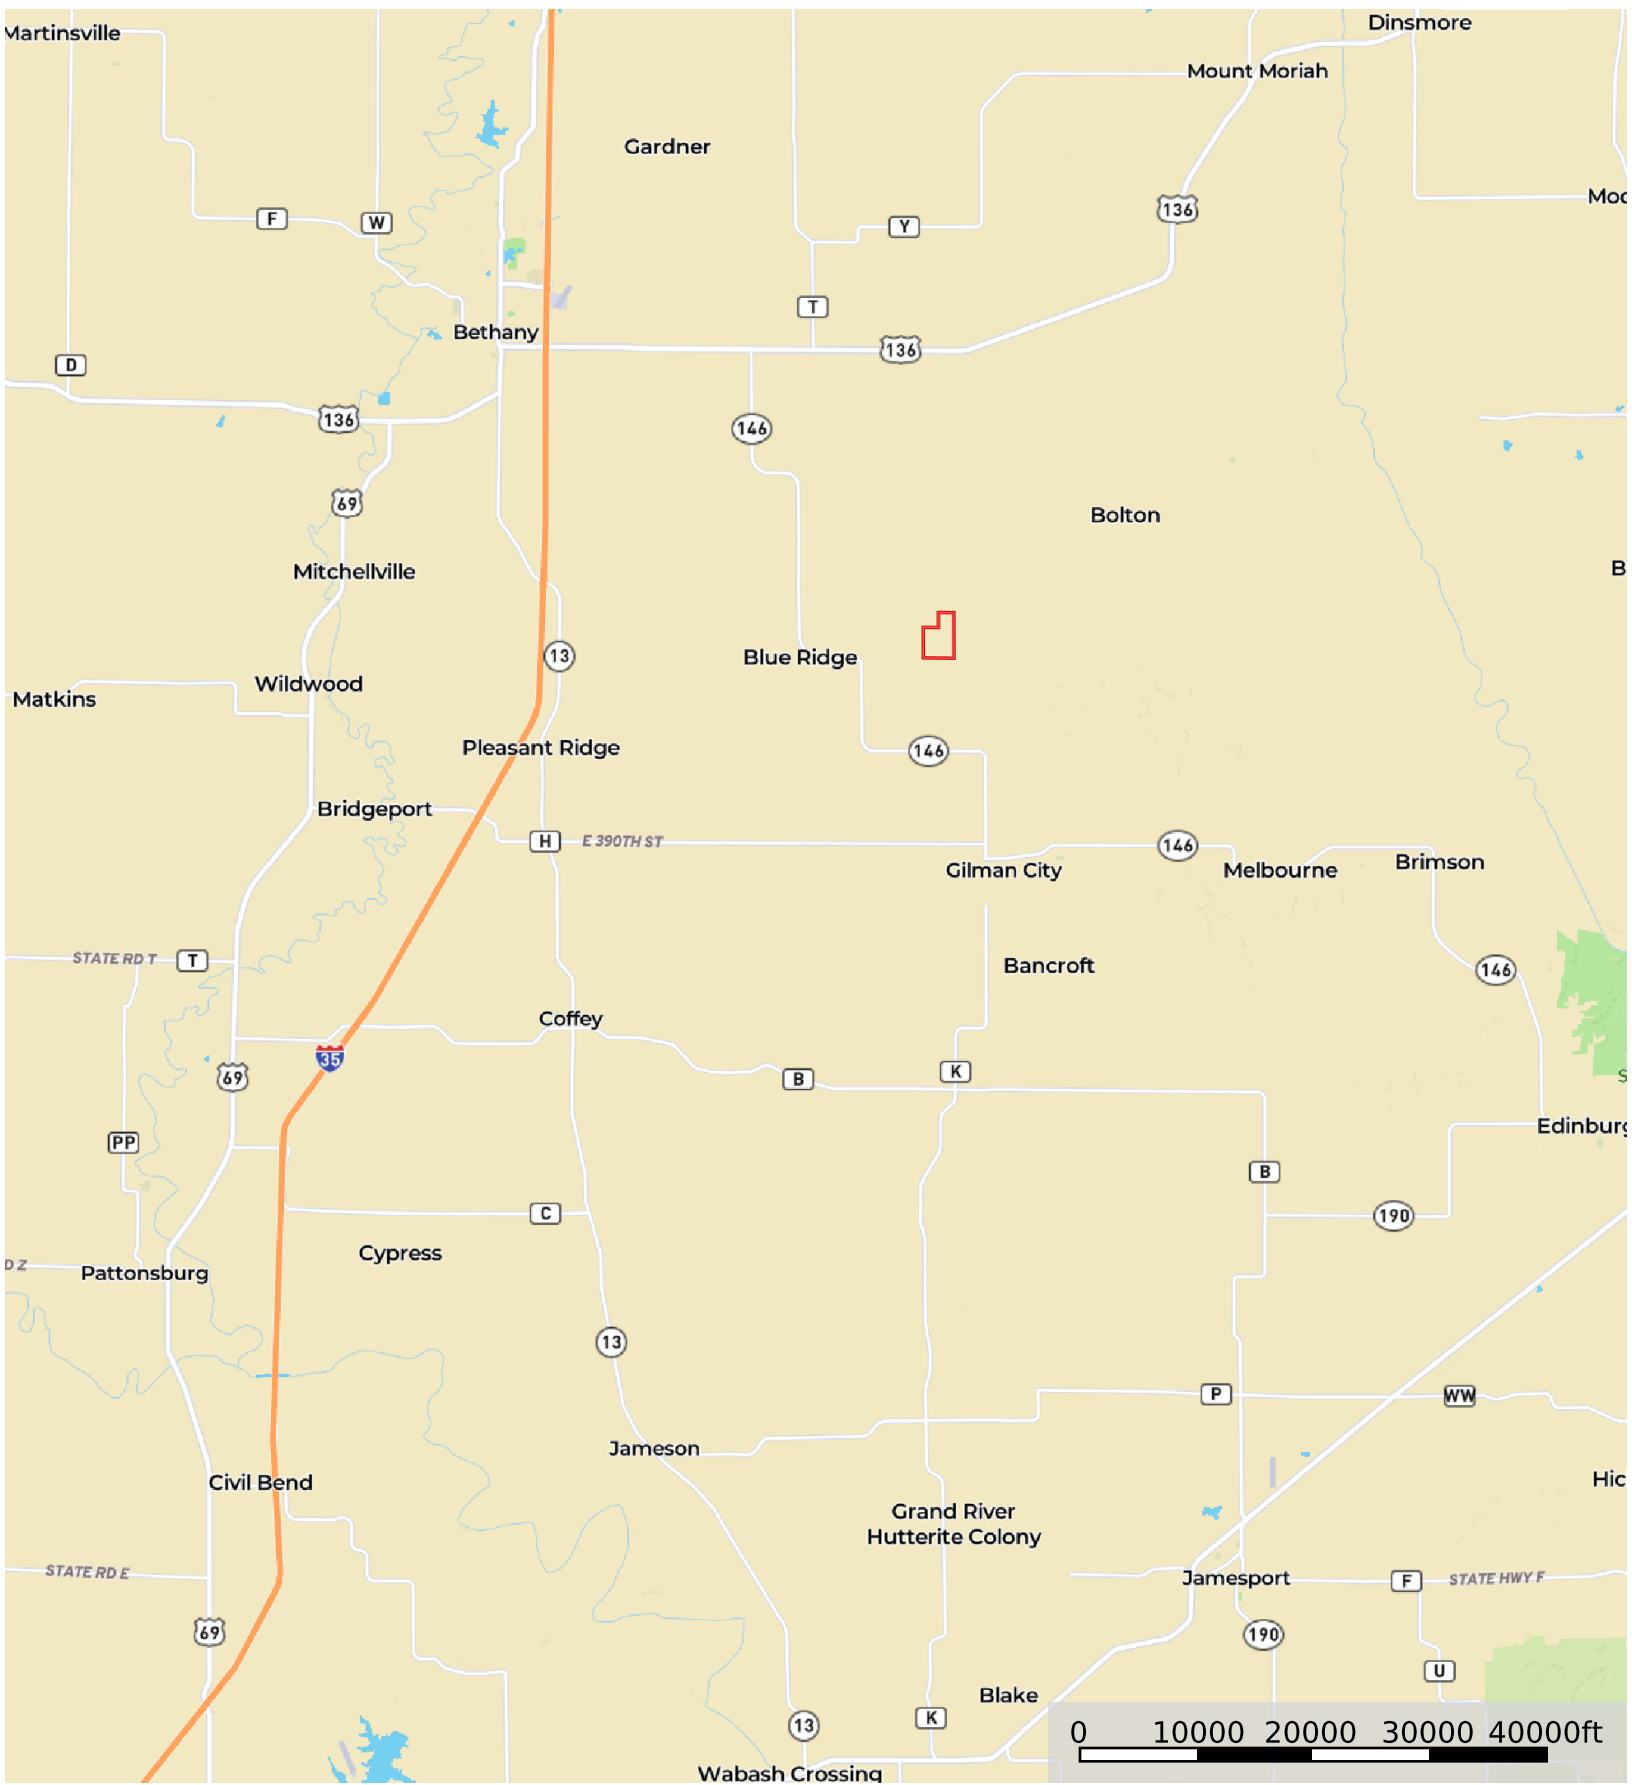 Dinsmore
Martinsville
Mount Moriah
Gardner
Moc
136
F
W
Y
T
Bethany
136
D
136
146
69
Bolton
Mitchellville
B
13
Blue Ridge
Wildwood
Matkins
Pleasant Ridge
146
Bridgeport
H
E 390TH ST
146
Gilman City
Melbourne
Brimson
STATE RD T
T
Bancroft
146
Coffey
35
69
B
K
S
Edinburg
PP
B
C
190
Cypress
D Z
Pattonsburg
13
P
WW
Jameson
Civil Bend
Hic
Grand River
Hutterite Colony
STATE RD E
Jamesport
F
STATE HWY F
69
190
U
Blake
13
K
0 10000 20000 30000 40000ft
Wabash Crossing